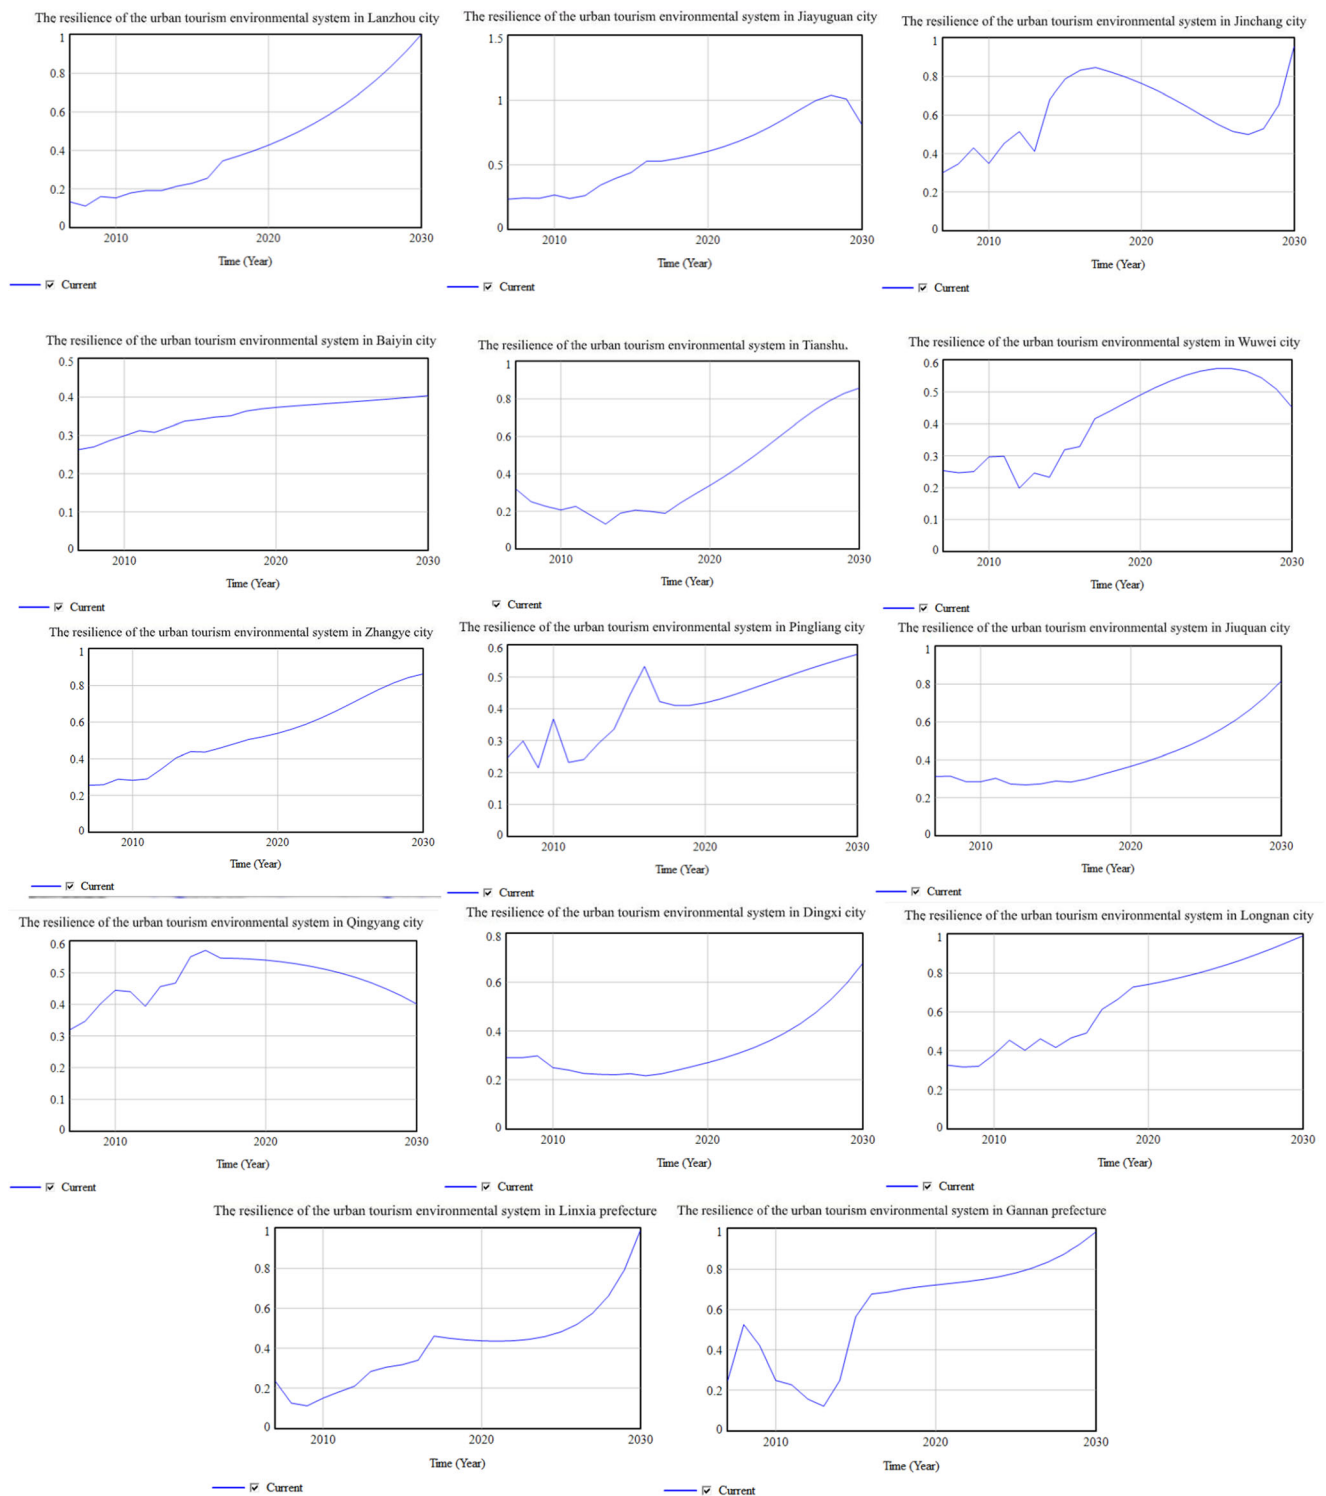 The resilience of the urban tourism environmental system in Lanzhou city
1
0.8
0.6
0.4
0.2
0
2010 2020 2030
Time (Year)
Current
The resilience of the urban tourism environmental system in Jiayuguan city
1.5
1
0.5
0
2010 2020 2030
Time (Year)
Current
The resilience of the urban tourism environmental system in Jinchang city
1
0.8
0.6
0.4
0.2
0
2010 2020 2030
Time (Year)
Current
The resilience of the urban tourism environmental system in Baiyin city
0.5
0.4
0.3
0.2
0.1
0
2010 2020 2030
Time (Year)
Current
The resilience of the urban tourism environmental system in Tianshu.
1
0.8
0.6
0.4
0.2
0
2010 2020 2030
Time (Year)
Current
The resilience of the urban tourism environmental system in Wuwei city
0.6
0.5
0.4
0.3
0.2
0.1
0
2010 2020 2030
Time (Year)
Current
The resilience of the urban tourism environmental system in Zhangye city
1
0.8
0.6
0.4
0.2
0
2010 2020 2030
Time (Year)
Current
The resilience of the urban tourism environmental system in Pingliang city
0.6
0.5
0.4
0.3
0.2
0.1
0
2010 2020 2030
Time (Year)
Current
The resilience of the urban tourism environmental system in Jiuquan city
1
0.8
0.6
0.4
0.2
0
2010 2020 2030
Time (Year)
Current
The resilience of the urban tourism environmental system in Qingyang city
0.6
0.5
0.4
0.3
0.2
0.1
0
2010 2020 2030
Time (Year)
Current
The resilience of the urban tourism environmental system in Dingxi city
0.8
0.6
0.4
0.2
0
2010 2020 2030
Time (Year)
Current
The resilience of the urban tourism environmental system in Longnan city
1
0.8
0.6
0.4
0.2
0
2010 2020 2030
Time (Year)
Current
The resilience of the urban tourism environmental system in Linxia prefecture
1
0.8
0.6
0.4
0.2
0
2010 2020 2030
Time (Year)
Current
The resilience of the urban tourism environmental system in Gannan prefecture
1
0.8
0.6
0.4
0.2
0
2010 2020 2030
Time (Year)
Current